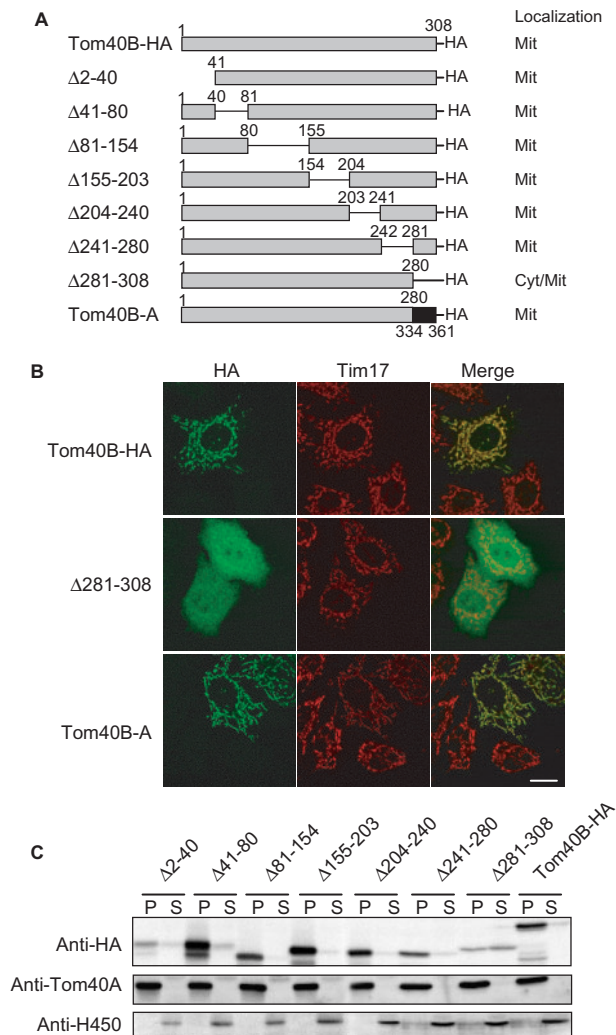 A
Localization
1 308
Tom40B-HA HA Mit
41
Δ2-40 HA Mit
1 40 81
Δ41-80 HA Mit
1 80 155
Δ81-154 HA Mit
1 154 204
Δ155-203 HA Mit
1 203 241
Δ204-240 HA Mit
1 242 281
Δ241-280 HA Mit
1 280
Δ281-308 HA Cyt/Mit
1 280
Tom40B-A HA Mit
334 361
B
HA Tim17 Merge
Tom40B-HA
Δ281-308
Tom40B-A
C
Δ2-40 Δ41-80 Δ81-154 Δ155-203 Δ204-240 Δ241-280 Δ281-308 Tom40B-HA
P S P S P S P S P S P S P S P S
Anti-HA
Anti-Tom40A
Anti-H450